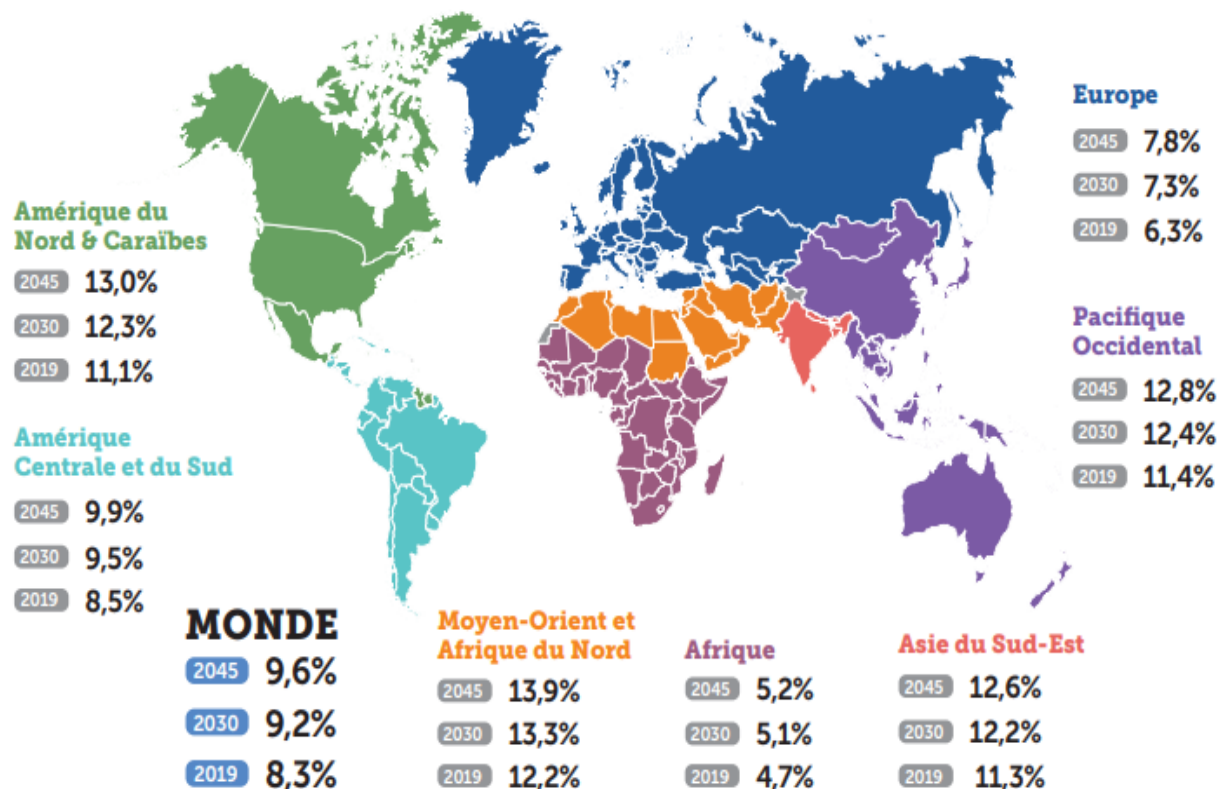 Amérique du
Nord & Caraïbes
2045 13,0%
2030 12,3%
2019 11,1%
Amérique
Centrale et du Sud
2045 9,9%
2030 9,5%
2019 8,5%
MONDE
2045 9,6%
2030 9,2%
2019 8,3%
Moyen-Orient et
Afrique du Nord
2045 13,9%
2030 13,3%
2019 12,2%
Afrique
2045 5,2%
2030 5,1%
2019 4,7%
Asie du Sud-Est
2045 12,6%
2030 12,2%
2019 11,3%
Europe
2045 7,8%
2030 7,3%
2019 6,3%
Pacifique
Occidental
2045 12,8%
2030 12,4%
2019 11,4%